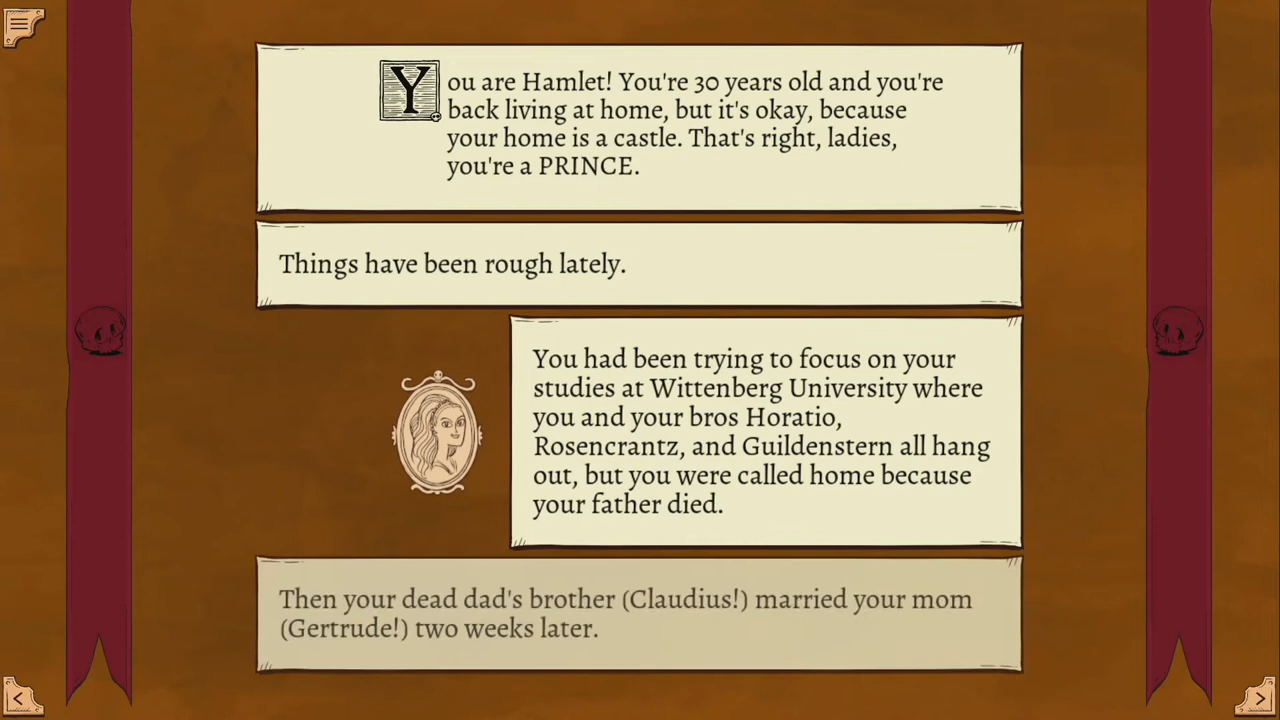 You are Hamlet! You're 30 years old and you're
back living at home, but it's okay, because
your home is a castle. That's right, ladies,
you're a PRINCE.
Things have been rough lately.
You had been trying to focus on your
studies at Wittenberg University where
you and your bros Horatio,
Rosencrantz, and Guildenstern all hang
out, but you were called home because
your father died.
Then your dead dad's brother (Claudius!) married your mom
(Gertrude!) two weeks later.